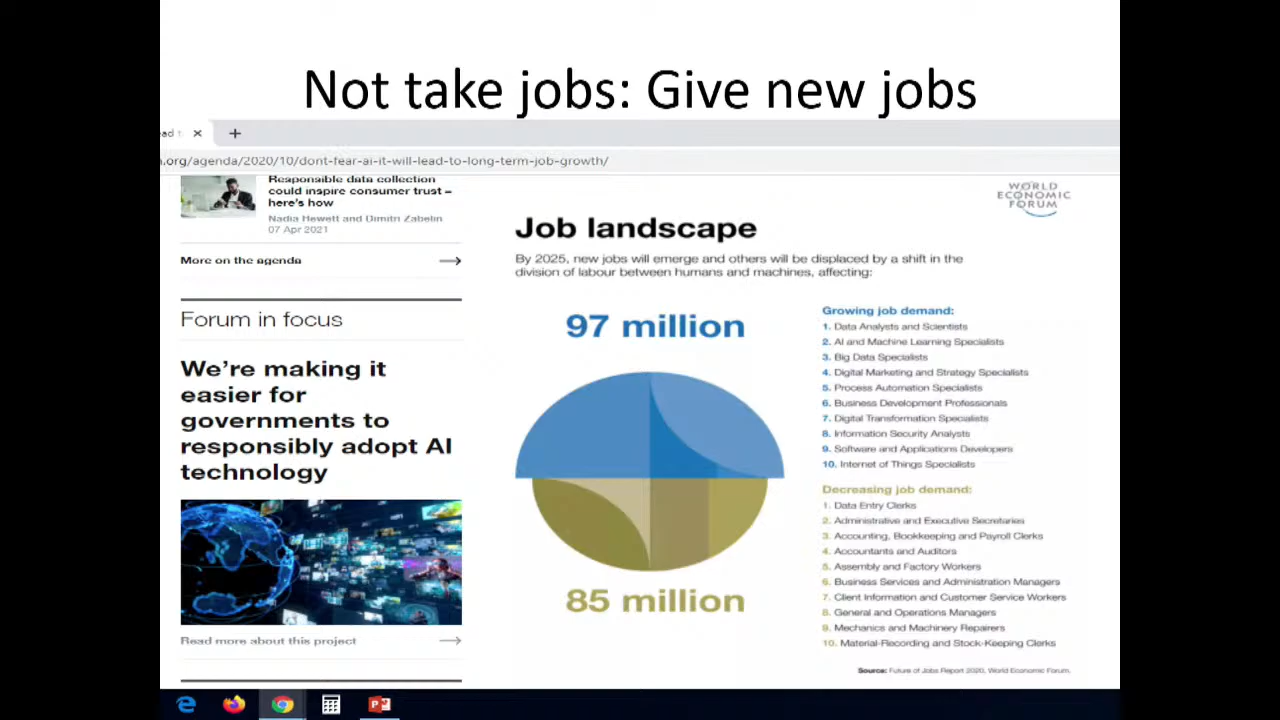 Not take jobs: Give new jobs
ead t
.org/agenda/2020/10/dont-fear-ai-it-will-lead-to-long-term-job-growth/
Responsible data collection
could inspire consumer trust –
here's how
Nadia Hewett and Dimitri Zabelin
07 Apr 2021
More on the agenda
Forum in focus
We're making it
easier for
governments to
responsibly adopt AI
technology
Read more about this project
WORLD
ECONOMIC
FORUM
Job landscape
By 2025, new jobs will emerge and others will be displaced by a shift in the
division of labour between humans and machines, affecting:
97 million
85 million
Growing job demand:
1. Data Analysts and Scientists
2. AI and Machine Learning Specialists
3. Big Data Specialists
4. Digital Marketing and Strategy Specialists
5. Process Automation Specialists
6. Business Development Professionals
7. Digital Transformation Specialists
8. Information Security Analysts
9. Software and Applications Developers
10. Internet of Things Specialists
Decreasing job demand:
1. Data Entry Clerks
2. Administrative and Executive Secretaries
3. Accounting, Bookkeeping and Payroll Clerks
4. Accountants and Auditors
5. Assembly and Factory Workers
6. Business Services and Administration Managers
7. Client Information and Customer Service Workers
8. General and Operations Managers
9. Mechanics and Machinery Repairers
10. Material-Recording and Stock-Keeping Clerks
Source: Future of Jobs Report 2020, World Economic Forum.